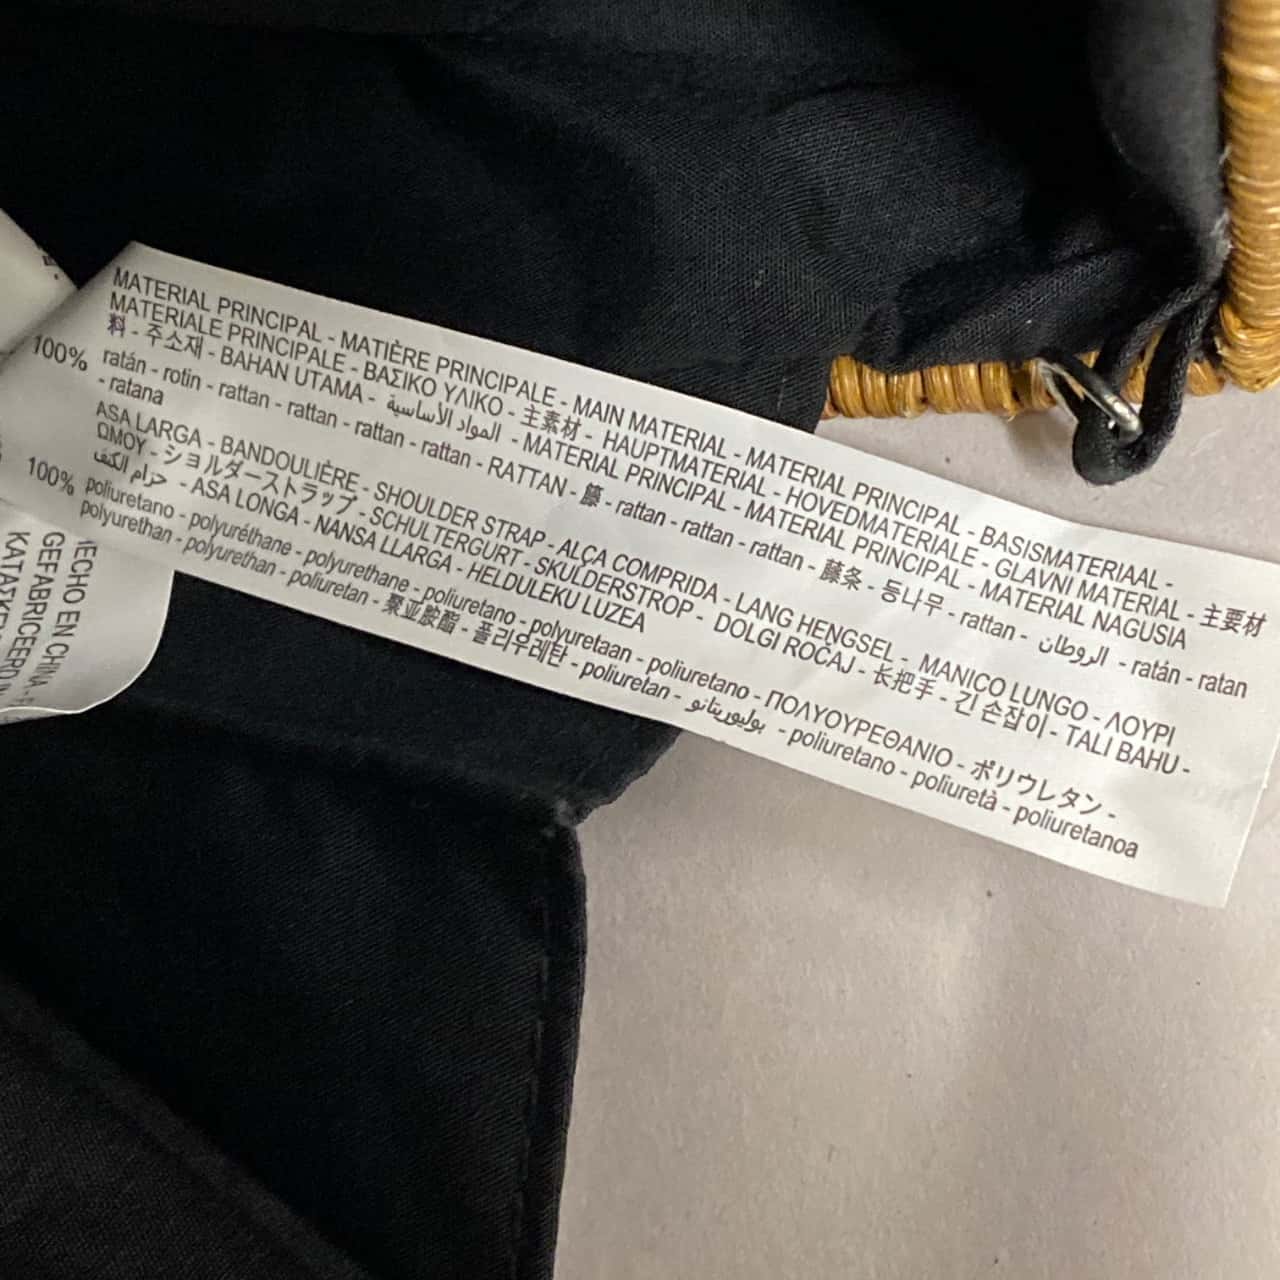 MATERIAL PRINCIPAL - MATIÈRE PRINCIPALE - MAIN MATERIAL - MATERIAL PRINCIPAL - BASISMATERIAAL -
MATERIALE PRINCIPALE - ΒΑΣΙΚΟ ΥΛΙΚΟ - 主素材 - HAUPTMATERIAL - HOVEDMATERIALE - GLAVNI MATERIAL - 主要材
料 - 주소재 - BAHAN UTAMA - المواد الأساسية - MATERIAL PRINCIPAL - MATERIAL PRINCIPAL - MATERIAL NAGUSIA
100% ratán - rotin - rattan - rattan - rattan - rattan - RATTAN - 籐 - rattan - rattan - rattan - 藤条 - 등나무 - rattan - الروطان - ratán - ratan
- ratana
ASA LARGA - BANDOULIÈRE - SHOULDER STRAP - ALÇA COMPRIDA - LANG HENGSEL - MANICO LUNGO - ΛΟΥΡΙ
ΩΜΟΥ - ショルダーストラップ - SCHULTERGURT - SKULDERSTROP - DOLGI ROČAJ - 长把手 - 긴 손잡이 - TALI BAHU -
حزام الكتف - ASA LONGA - NANSA LLARGA - HELDULEKU LUZEA
100% poliuretano - polyuréthane - polyurethane - poliuretano - polyuretaan - poliuretano - ΠΟΛΥΟΥΡΕΘΑΝΙΟ - ポリウレタン -
polyurethan - polyurethan - poliuretan - 聚亚胺酯 - 폴리우레탄 - poliuretan - بوليوريتانو - poliuretano - poliuretà - poliuretanoa
HECHO EN CHINA -
GEFABRICEERD